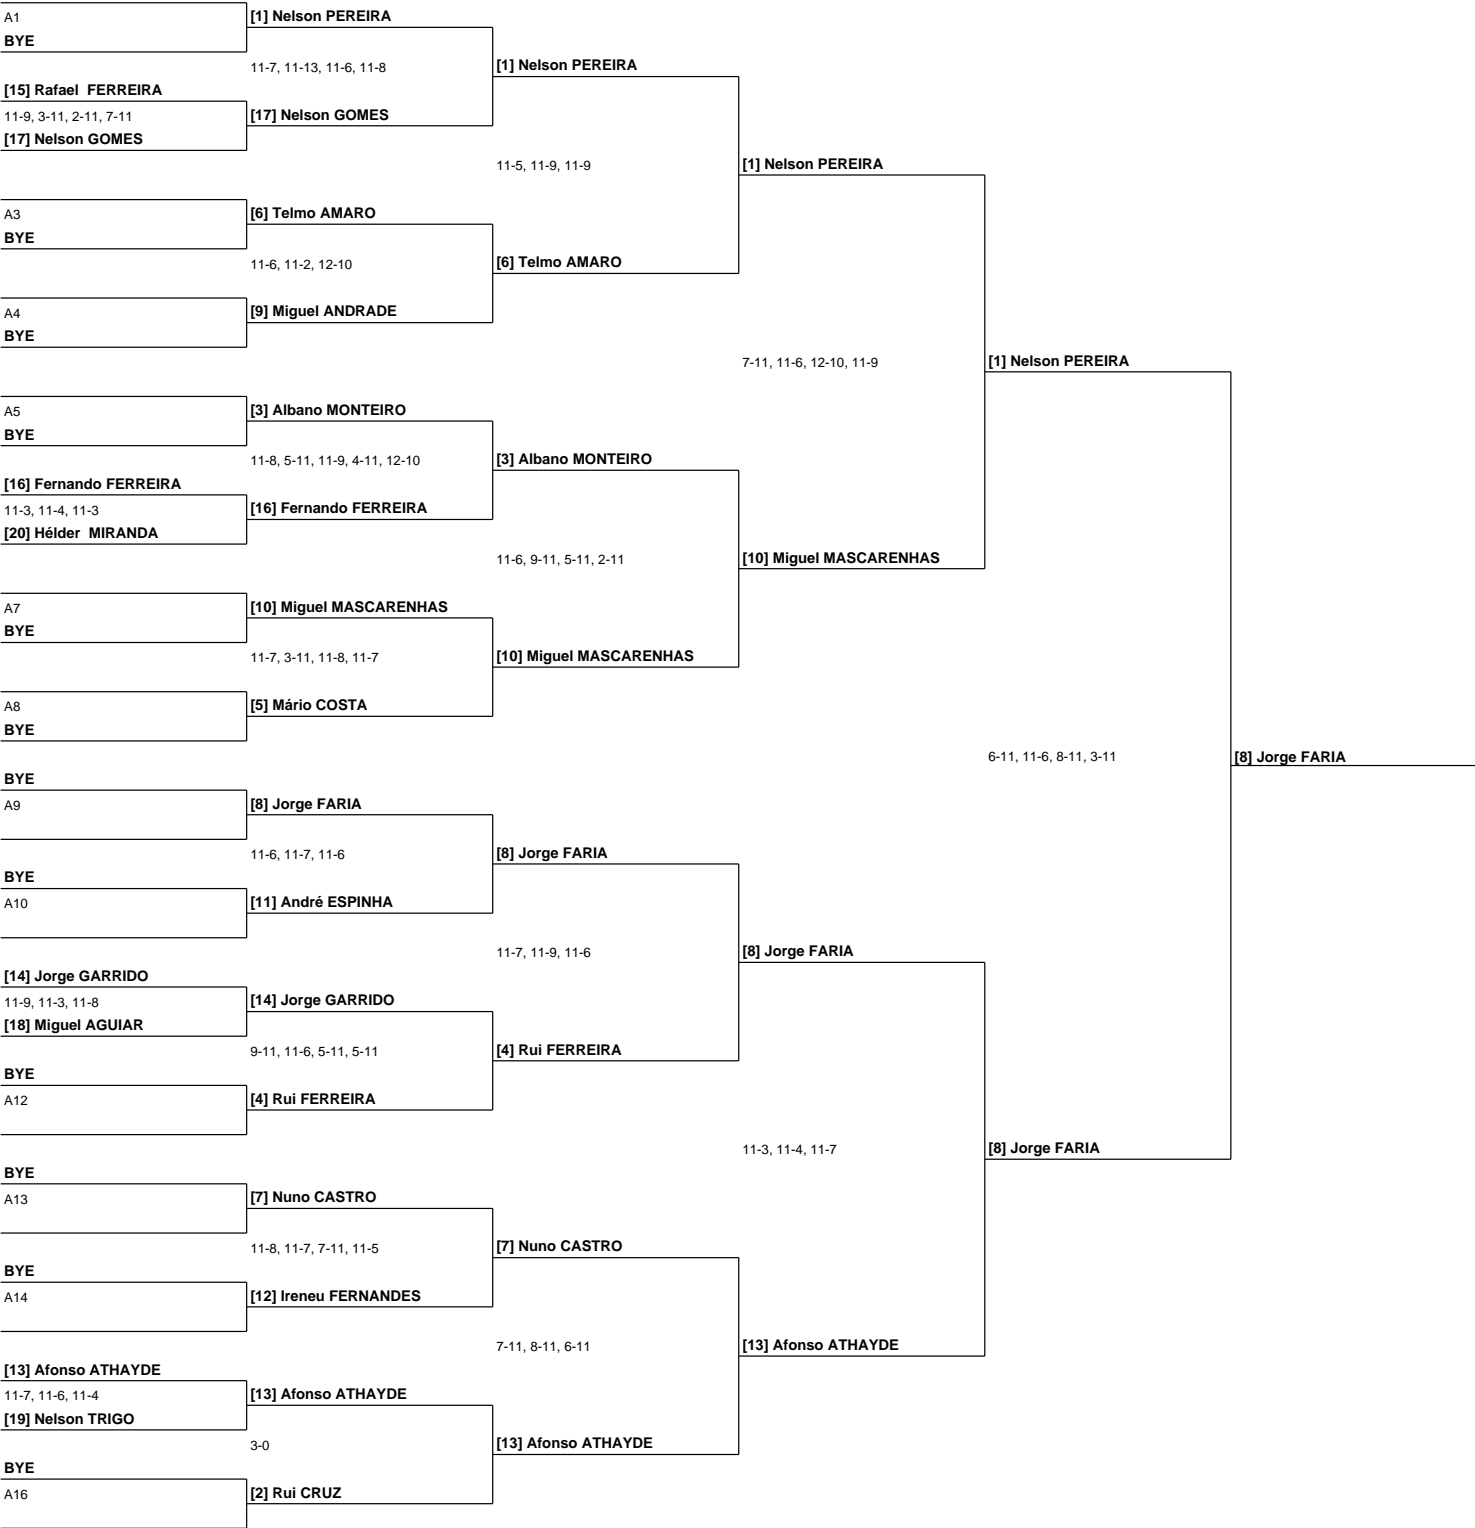 A1
BYE
[1] Nelson PEREIRA
11-7, 11-13, 11-6, 11-8
[1] Nelson PEREIRA
[15] Rafael  FERREIRA
11-9, 3-11, 2-11, 7-11
[17] Nelson GOMES
[17] Nelson GOMES
11-5, 11-9, 11-9
[1] Nelson PEREIRA
A3
BYE
[6] Telmo AMARO
11-6, 11-2, 12-10
[6] Telmo AMARO
A4
BYE
[9] Miguel ANDRADE
7-11, 11-6, 12-10, 11-9
[1] Nelson PEREIRA
A5
BYE
[3] Albano MONTEIRO
11-8, 5-11, 11-9, 4-11, 12-10
[3] Albano MONTEIRO
[16] Fernando FERREIRA
11-3, 11-4, 11-3
[20] Hélder  MIRANDA
[16] Fernando FERREIRA
11-6, 9-11, 5-11, 2-11
[10] Miguel MASCARENHAS
A7
BYE
[10] Miguel MASCARENHAS
11-7, 3-11, 11-8, 11-7
[10] Miguel MASCARENHAS
A8
BYE
[5] Mário COSTA
6-11, 11-6, 8-11, 3-11
[8] Jorge FARIA
BYE
A9
[8] Jorge FARIA
11-6, 11-7, 11-6
[8] Jorge FARIA
BYE
A10
[11] André ESPINHA
11-7, 11-9, 11-6
[8] Jorge FARIA
[14] Jorge GARRIDO
11-9, 11-3, 11-8
[18] Miguel AGUIAR
[14] Jorge GARRIDO
9-11, 11-6, 5-11, 5-11
[4] Rui FERREIRA
BYE
A12
[4] Rui FERREIRA
11-3, 11-4, 11-7
[8] Jorge FARIA
BYE
A13
[7] Nuno CASTRO
11-8, 11-7, 7-11, 11-5
[7] Nuno CASTRO
BYE
A14
[12] Ireneu FERNANDES
7-11, 8-11, 6-11
[13] Afonso ATHAYDE
[13] Afonso ATHAYDE
11-7, 11-6, 11-4
[19] Nelson TRIGO
[13] Afonso ATHAYDE
3-0
[13] Afonso ATHAYDE
BYE
A16
[2] Rui CRUZ